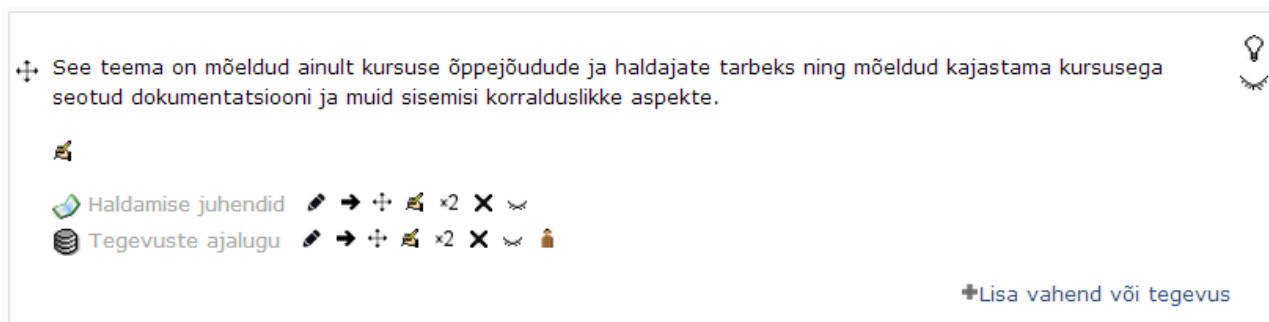 See teema on mõeldud ainult kursuse õppejõudude ja haldajate tarbeks ning mõeldud kajastama kursusega
seotud dokumentatsiooni ja muid sisemisi korralduslikke aspekte.
Haldamise juhendid ×2
Tegevuste ajalugu ×2
Lisa vahend või tegevus